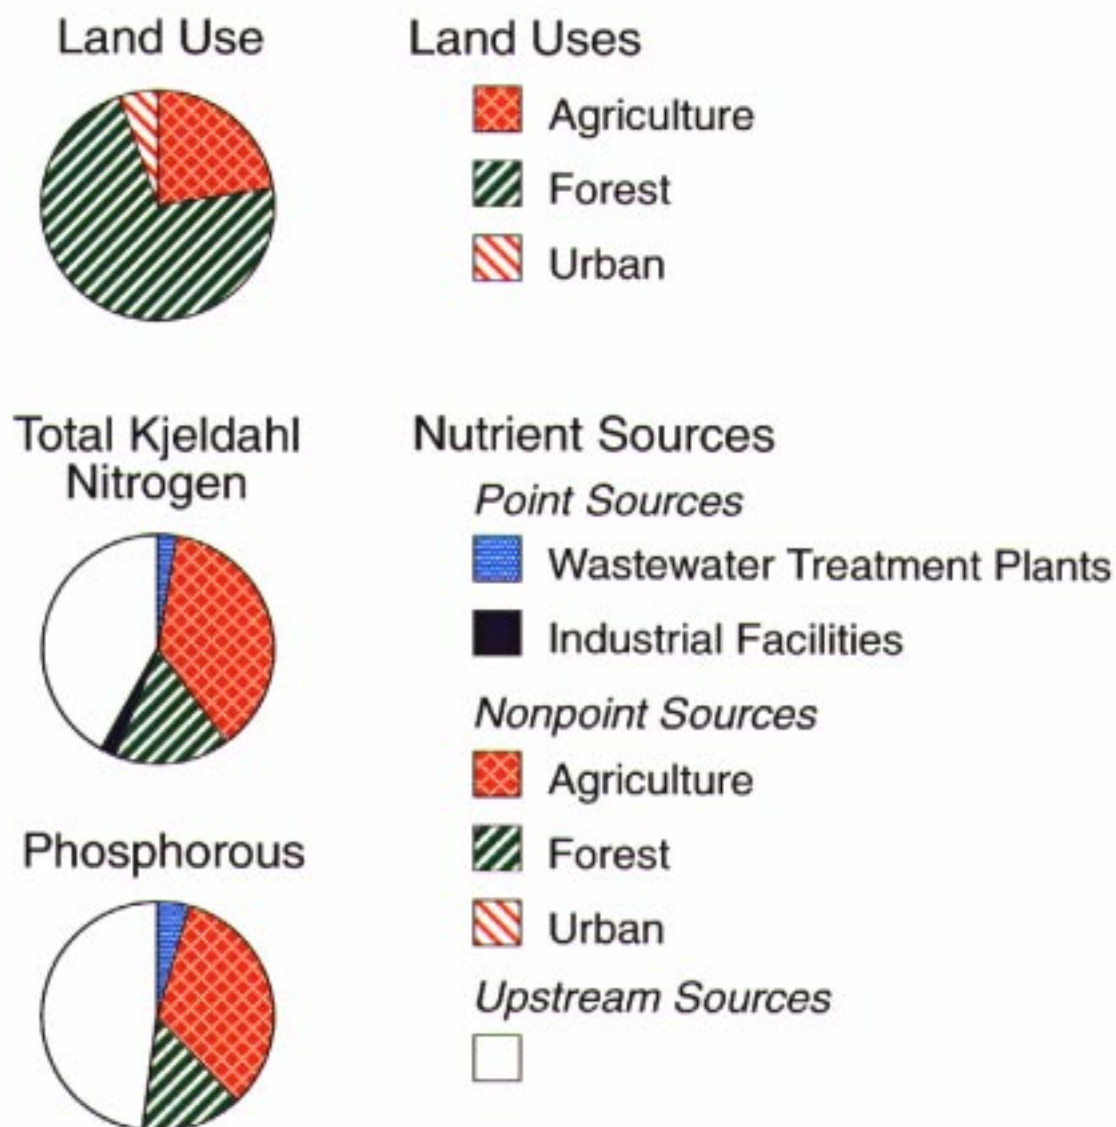 Land Use
Land Uses
Agriculture
Forest
Urban
Total Kjeldahl
Nitrogen
Nutrient Sources
Point Sources
Wastewater Treatment Plants
Industrial Facilities
Nonpoint Sources
Agriculture
Forest
Urban
Upstream Sources
Phosphorous